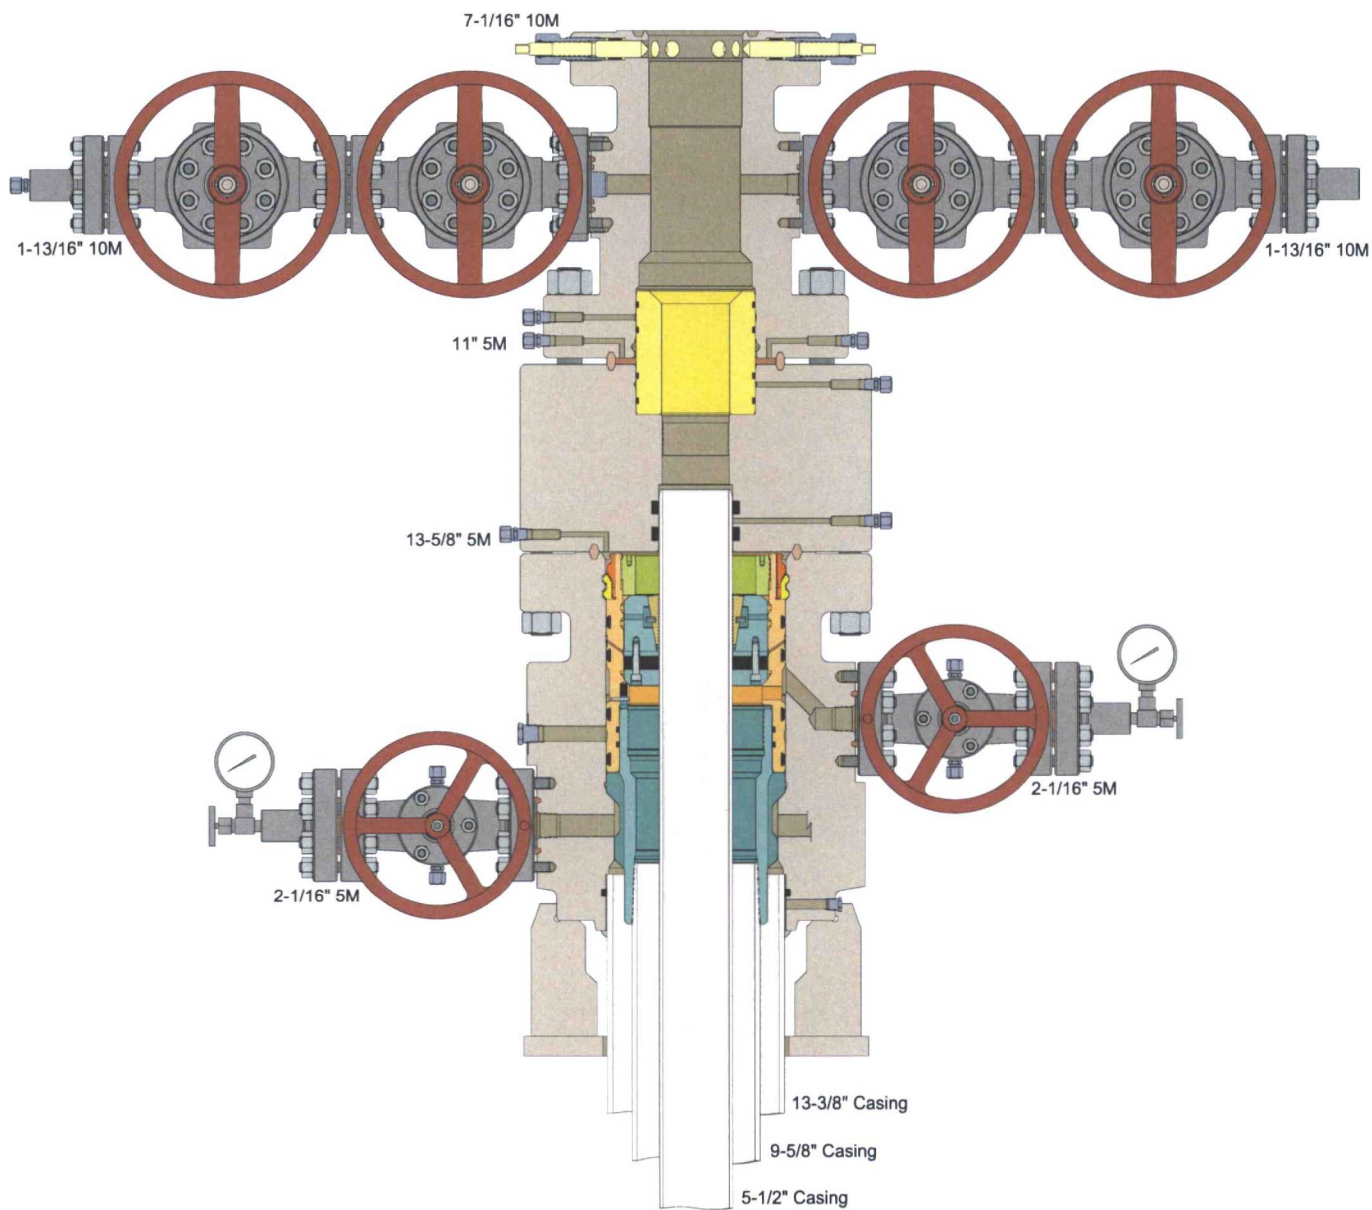 7-1/16" 10M
1-13/16" 10M
1-13/16" 10M
11" 5M
13-5/8" 5M
2-1/16" 5M
2-1/16" 5M
13-3/8" Casing
9-5/8" Casing
5-1/2" Casing